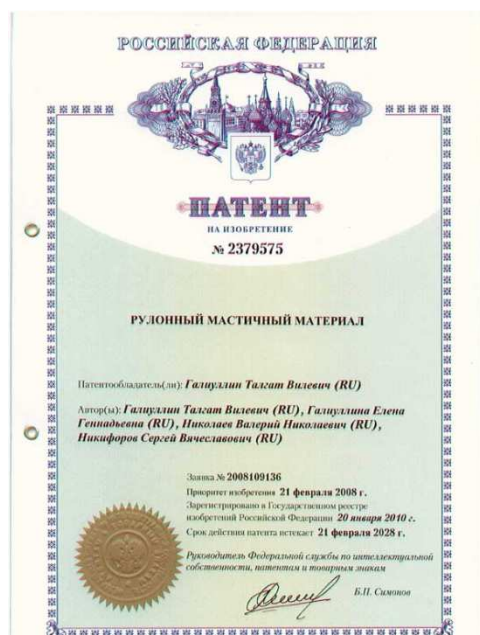 РОССИЙСКАЯ ФЕДЕРАЦИЯ
ПАТЕНТ
НА ИЗОБРЕТЕНИЕ
№ 2379575
РУЛОННЫЙ МАСТИЧНЫЙ МАТЕРИАЛ
Патентообладатель(ли): Галиуллин Талгат Вилевич (RU)
Автор(ы): Галиуллин Талгат Вилевич (RU), Галиуллина Елена
Геннадьевна (RU), Николаев Валерий Николаевич (RU),
Никифоров Сергей Вячеславович (RU)
Заявка № 2008109136
Приоритет изобретения 21 февраля 2008 г.
Зарегистрировано в Государственном реестре
изобретений Российской Федерации 20 января 2010 г.
Срок действия патента истекает 21 февраля 2028 г.
Руководитель Федеральной службы по интеллектуальной
собственности, патентам и товарным знакам
Б.П. Симонов